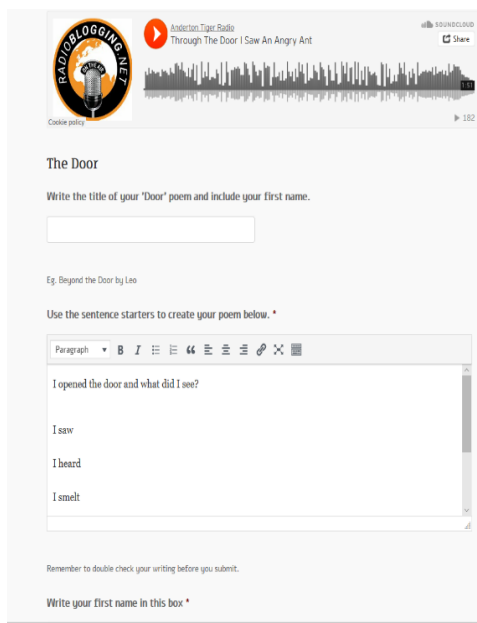 RADIOBLOGGING.NET
ON THE AIR
Anderton Tiger Radio
Through The Door I Saw An Angry Ant
SOUNDCLOUD
Share
1:51
182
Cookie policy
The Door
Write the title of your 'Door' poem and include your first name.
Eg. Beyond the Door by Leo
Use the sentence starters to create your poem below. *
Paragraph B I
I opened the door and what did I see?
I saw
I heard
I smelt
Remember to double check your writing before you submit.
Write your first name in this box *